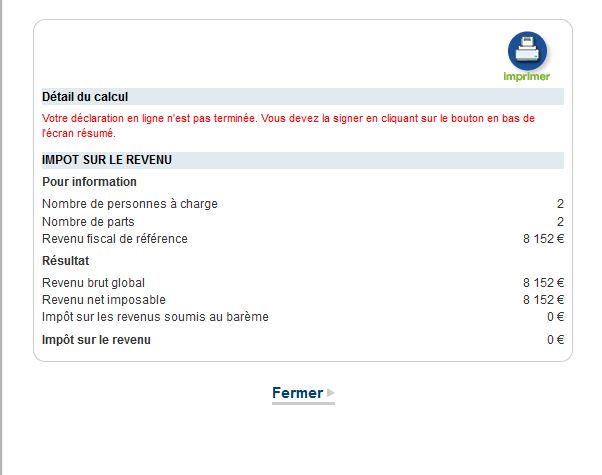 imprimer
Détail du calcul
Votre déclaration en ligne n'est pas terminée. Vous devez la signer en cliquant sur le bouton en bas de
l'écran résumé.
IMPOT SUR LE REVENU
Pour information
Nombre de personnes à charge 2
Nombre de parts 2
Revenu fiscal de référence 8 152 €
Résultat
Revenu brut global 8 152 €
Revenu net imposable 8 152 €
Impôt sur les revenus soumis au barème 0 €
Impôt sur le revenu 0 €
Fermer